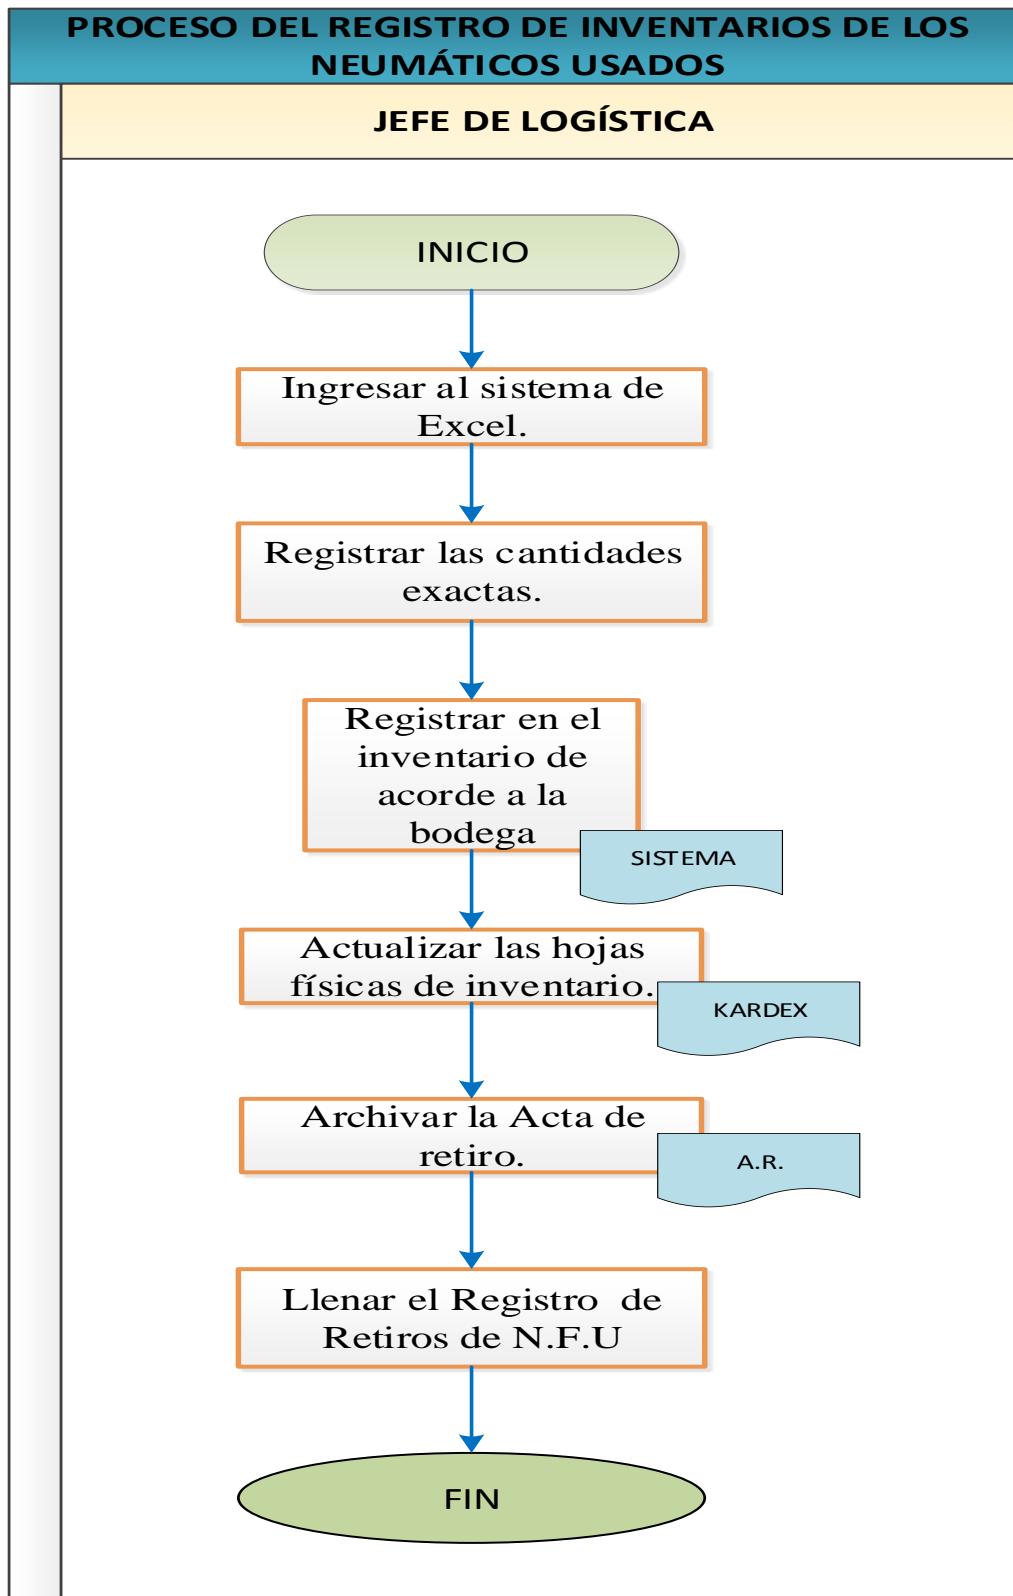 PROCESO DEL REGISTRO DE INVENTARIOS DE LOS
NEUMÁTICOS USADOS
JEFE DE LOGÍSTICA
INICIO
Ingresar al sistema de
Excel.
Registrar las cantidades
exactas.
Registrar en el
inventario de
acorde a la
bodega
SISTEMA
Actualizar las hojas
físicas de inventario.
KARDEX
Archivar la Acta de
retiro.
A.R.
Llenar el Registro  de
Retiros de N.F.U
FIN